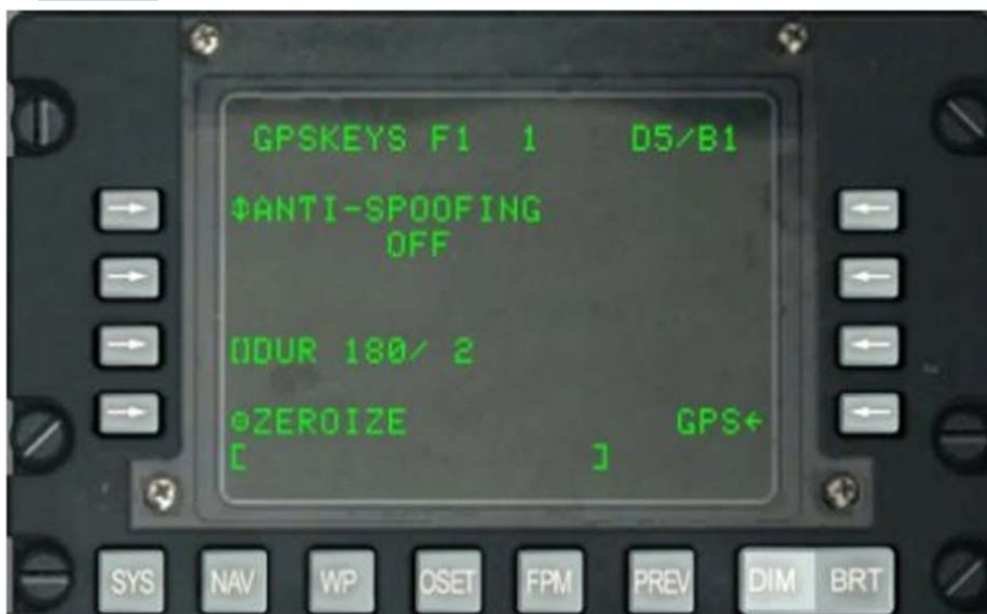 GPSKEYS F1 1 D5/B1
↕ANTI-SPOOFING
OFF
[]DUR 180/ 2
⊙ZEROIZE GPS←
[ ]
SYS NAV WP OSET FPM PREV DIM BRT